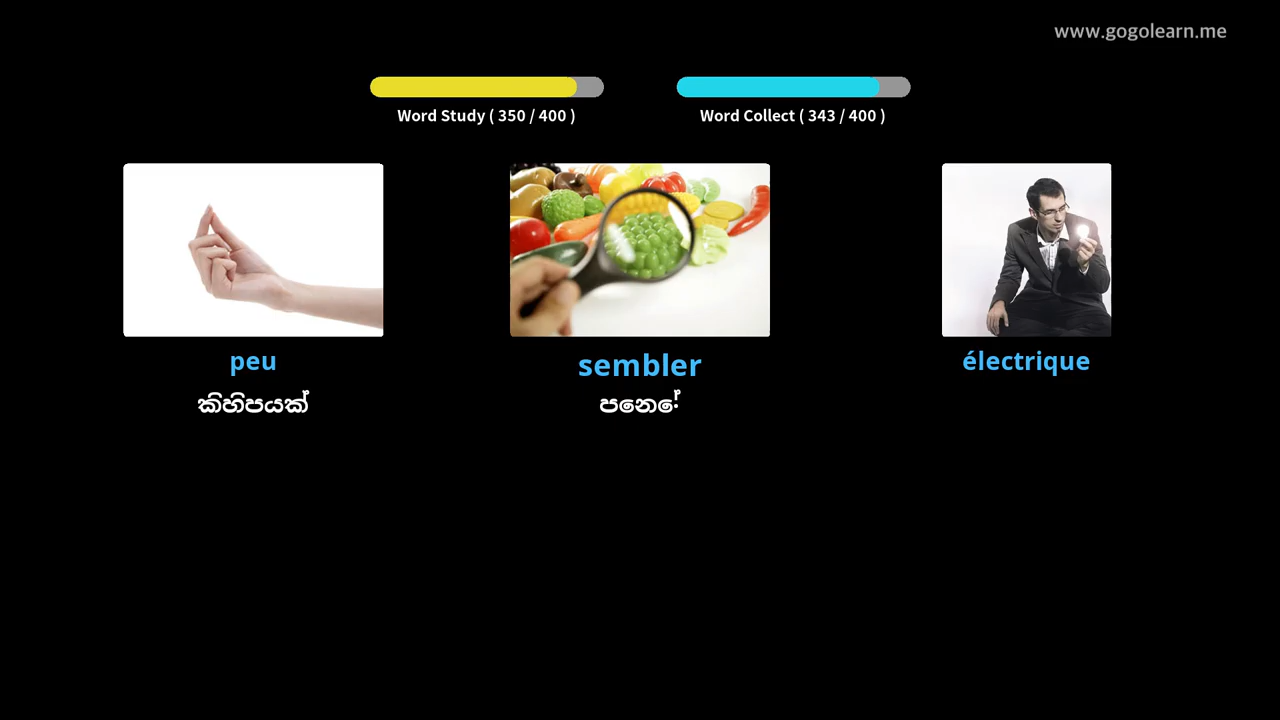 www.gogolearn.me
Word Study ( 350 / 400 )
Word Collect ( 343 / 400 )
peu
sembler
électrique
කිහිපයක්
පෙනේ